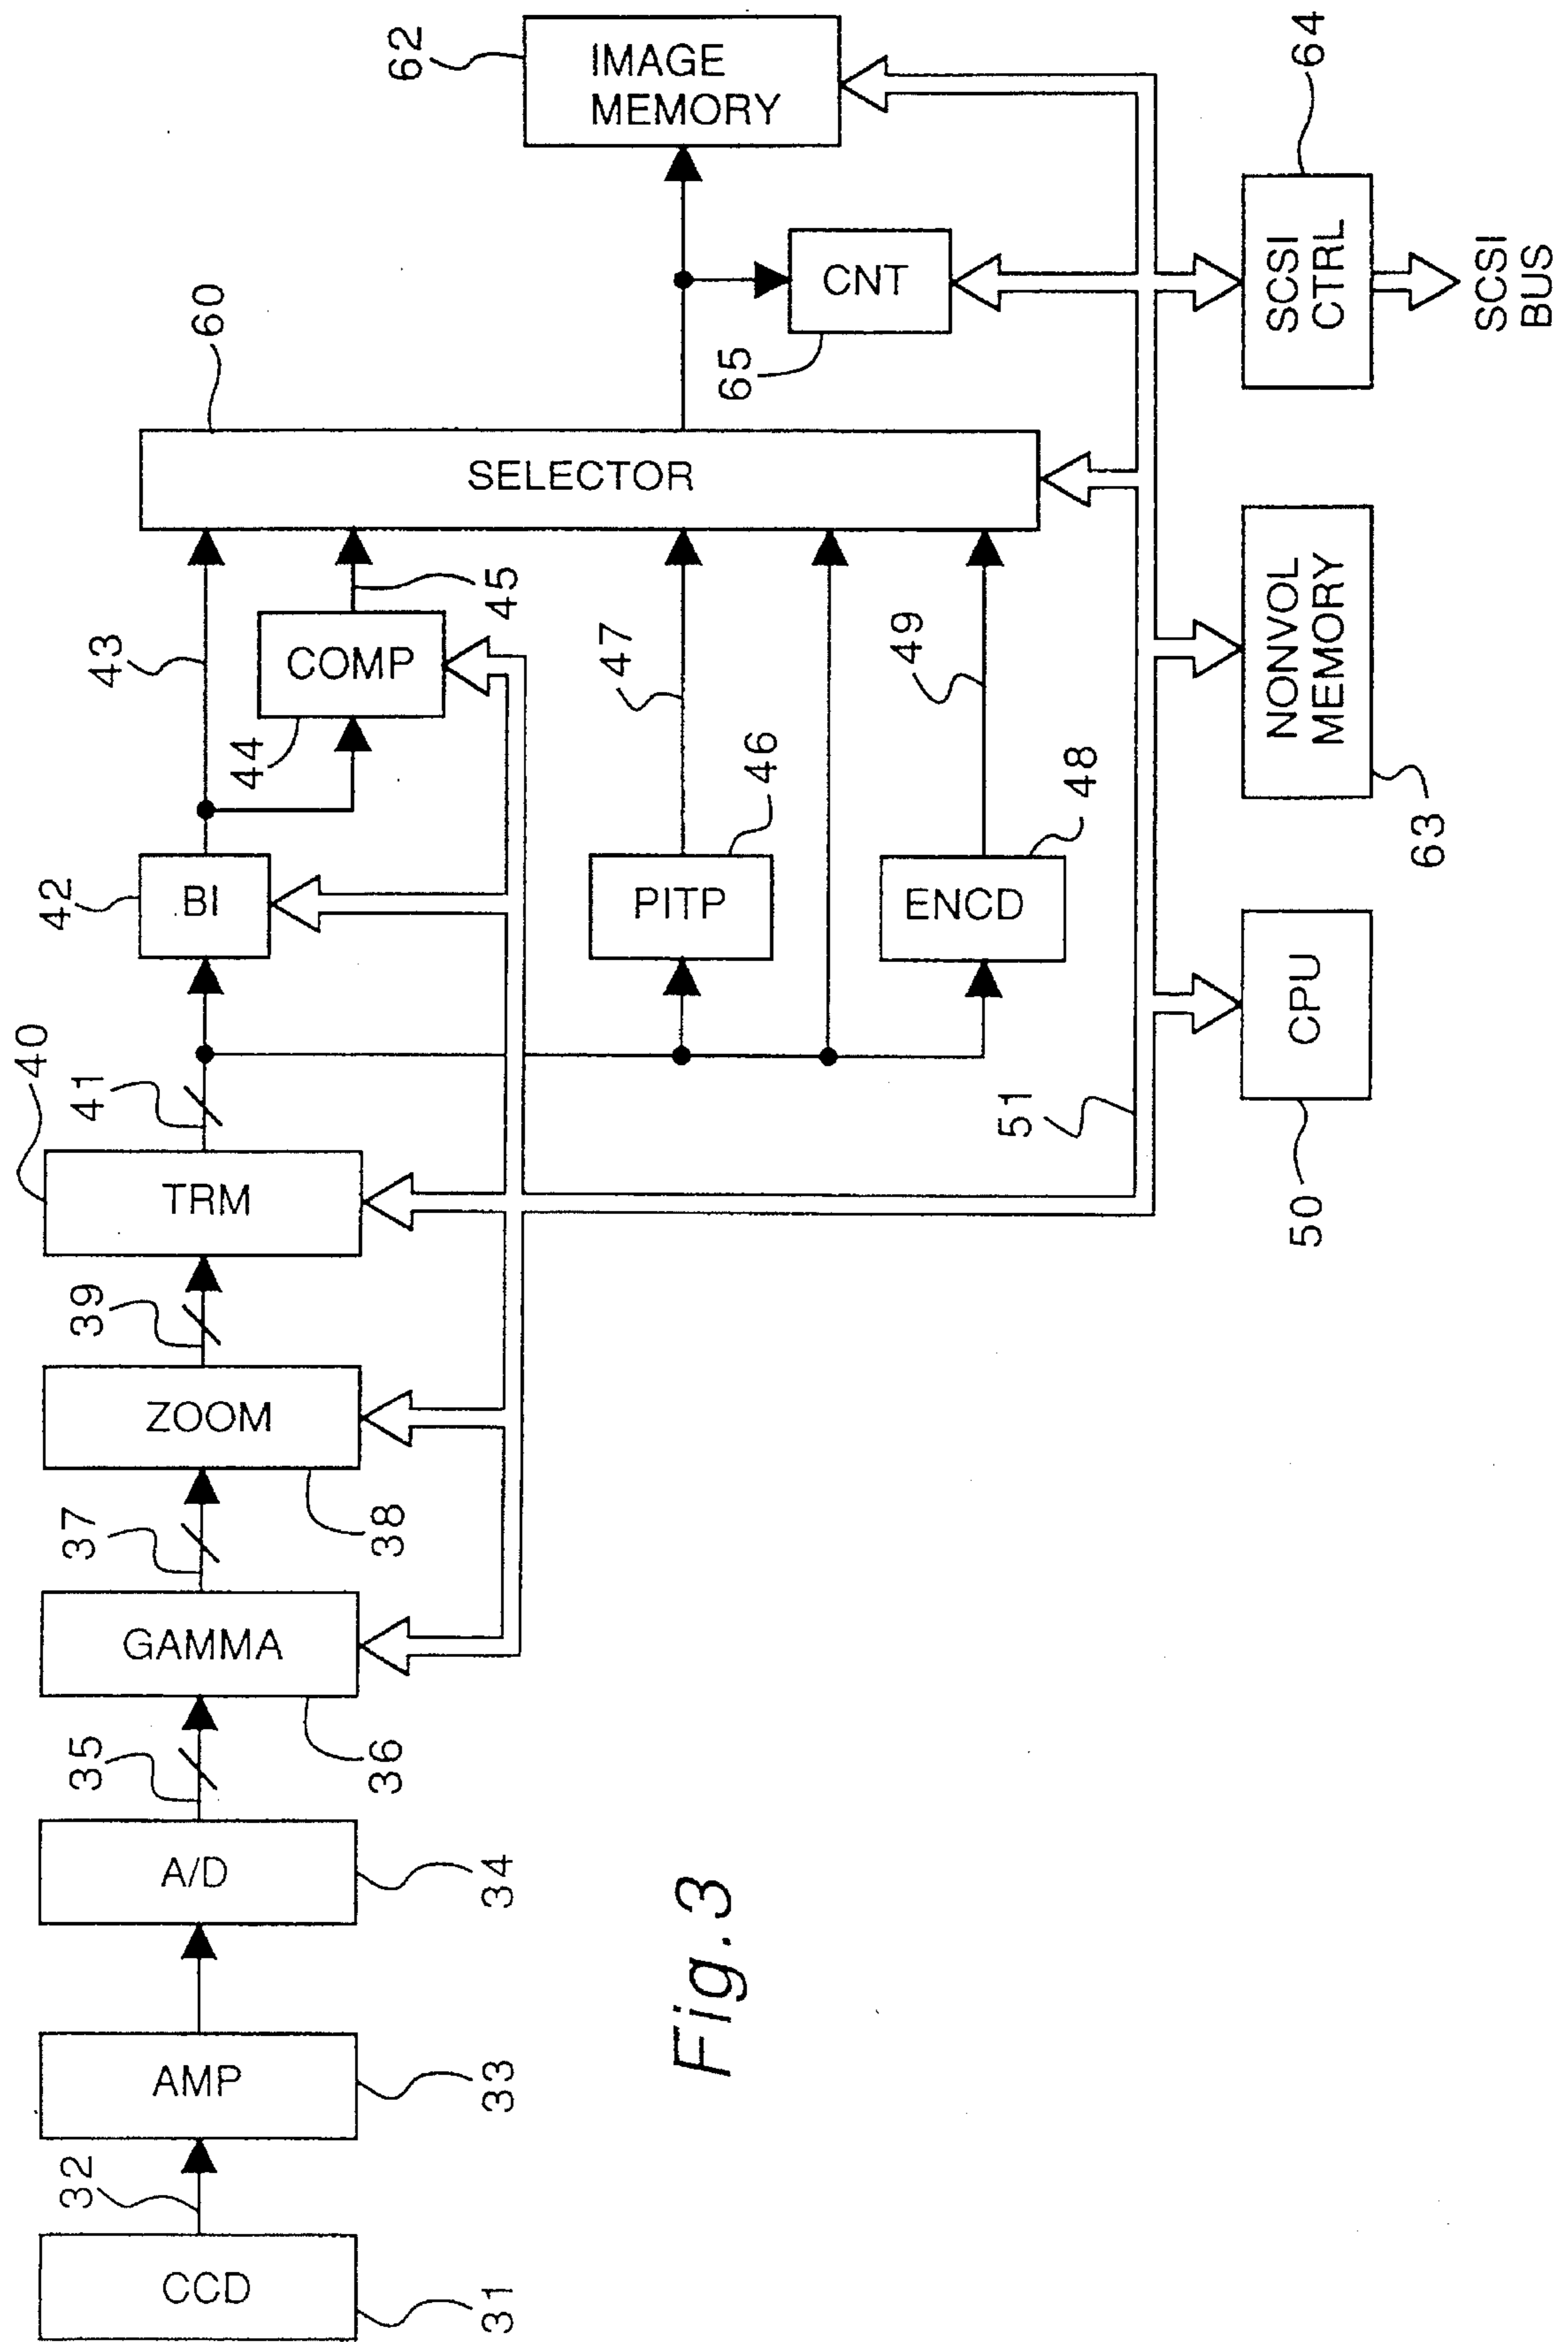 62
IMAGE
MEMORY
64
60
CNT
65
SCSI
CTRL
SCSI
BUS
SELECTOR
43
COMP
45
44
47
49
NONVOL
MEMORY
63
42
BI
PITP
46
ENCD
48
CPU
50
51
40
41
TRM
39
ZOOM
38
37
GAMMA
36
35
A/D
34
AMP
33
32
CCD
31
Fig.3